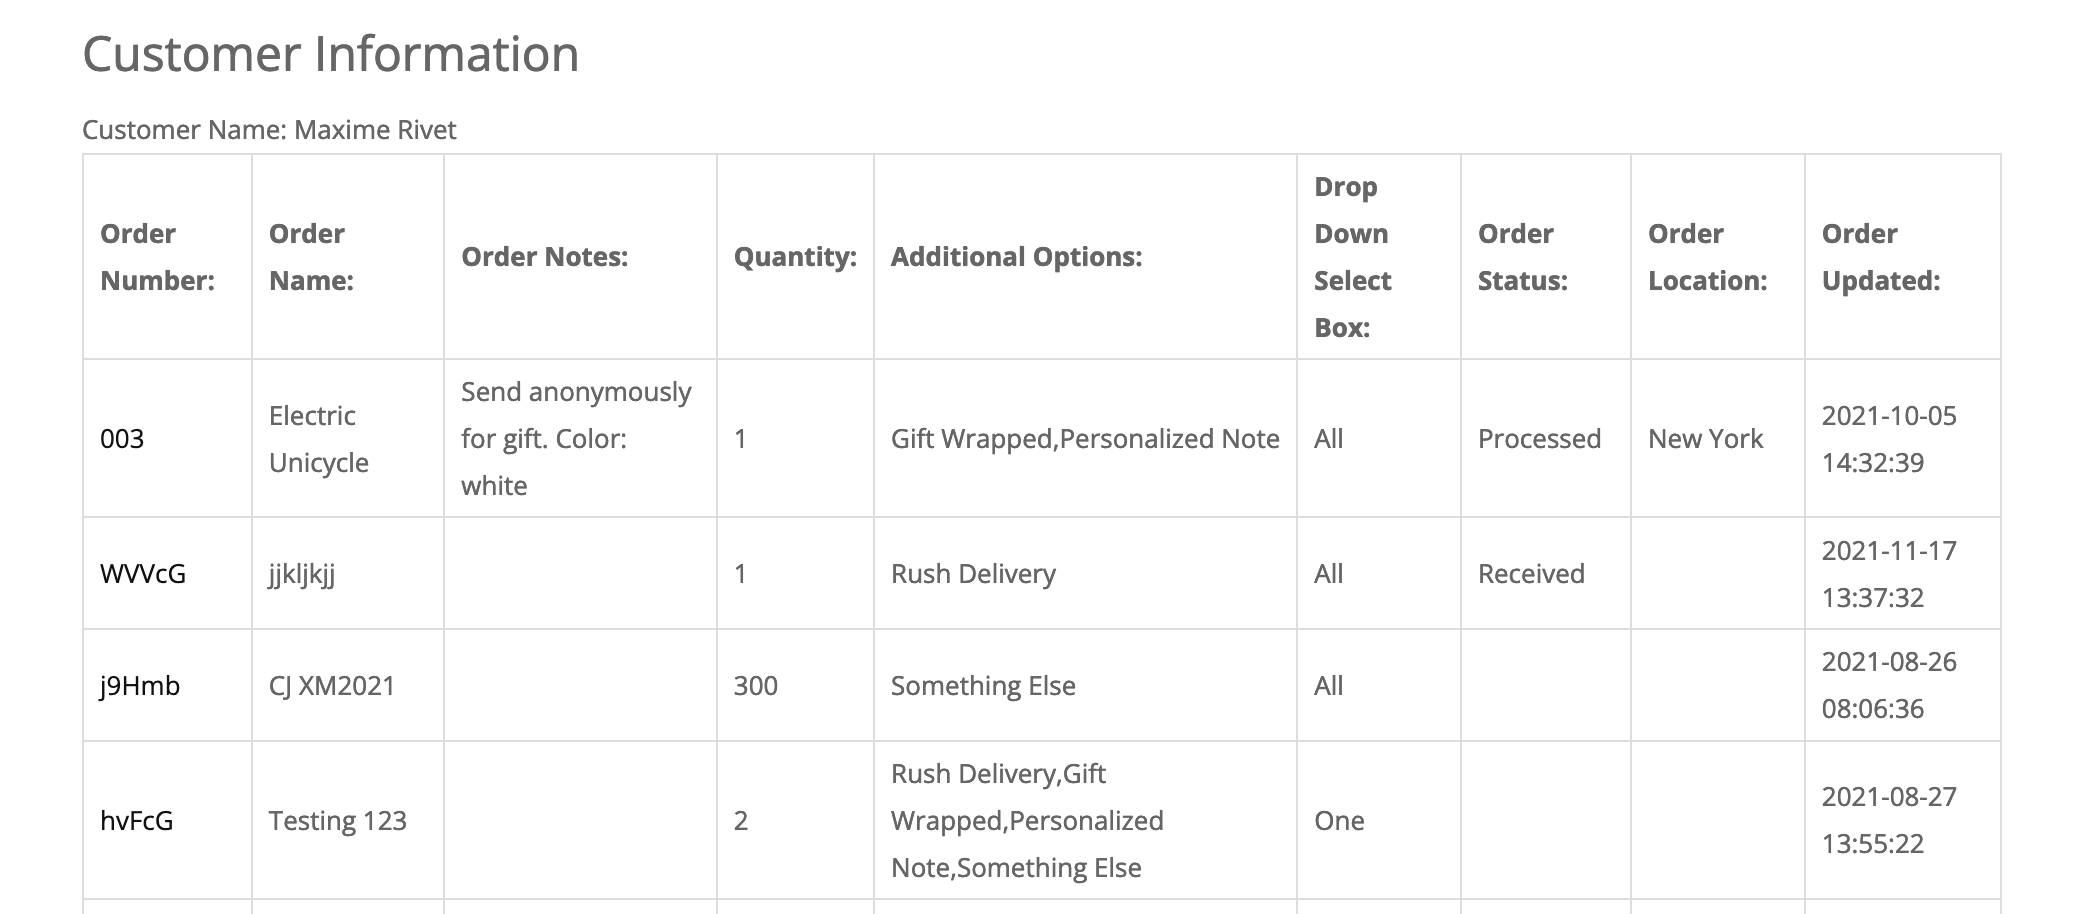 Customer Information
Customer Name: Maxime Rivet
Order Number: Order Name: Order Notes: Quantity: Additional Options: Drop Down Select Box: Order Status: Order Location: Order Updated:
003 Electric Unicycle Send anonymously for gift. Color: white 1 Gift Wrapped,Personalized Note All Processed New York 2021-10-05 14:32:39
WVVcG jjkljkjj 1 Rush Delivery All Received 2021-11-17 13:37:32
j9Hmb CJ XM2021 300 Something Else All 2021-08-26 08:06:36
hvFcG Testing 123 2 Rush Delivery,Gift Wrapped,Personalized Note,Something Else One 2021-08-27 13:55:22